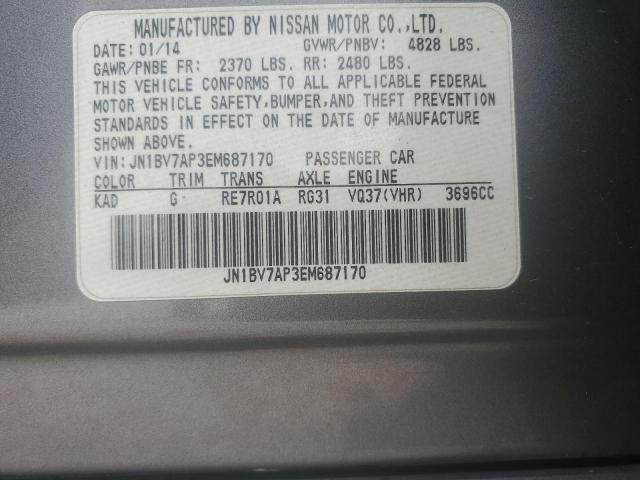 MANUFACTURED BY NISSAN MOTOR CO.,LTD.
DATE: 01/14 GVWR/PNBV: 4828 LBS.
GAWR/PNBE FR: 2370 LBS. RR: 2480 LBS.
THIS VEHICLE CONFORMS TO ALL APPLICABLE FEDERAL
MOTOR VEHICLE SAFETY,BUMPER,AND THEFT PREVENTION
STANDARDS IN EFFECT ON THE DATE OF MANUFACTURE
SHOWN ABOVE.
VIN: JN1BV7AP3EM687170 PASSENGER CAR
COLOR TRIM TRANS AXLE ENGINE
KAD G RE7R01A RG31 VQ37(VHR) 3696CC
JN1BV7AP3EM687170